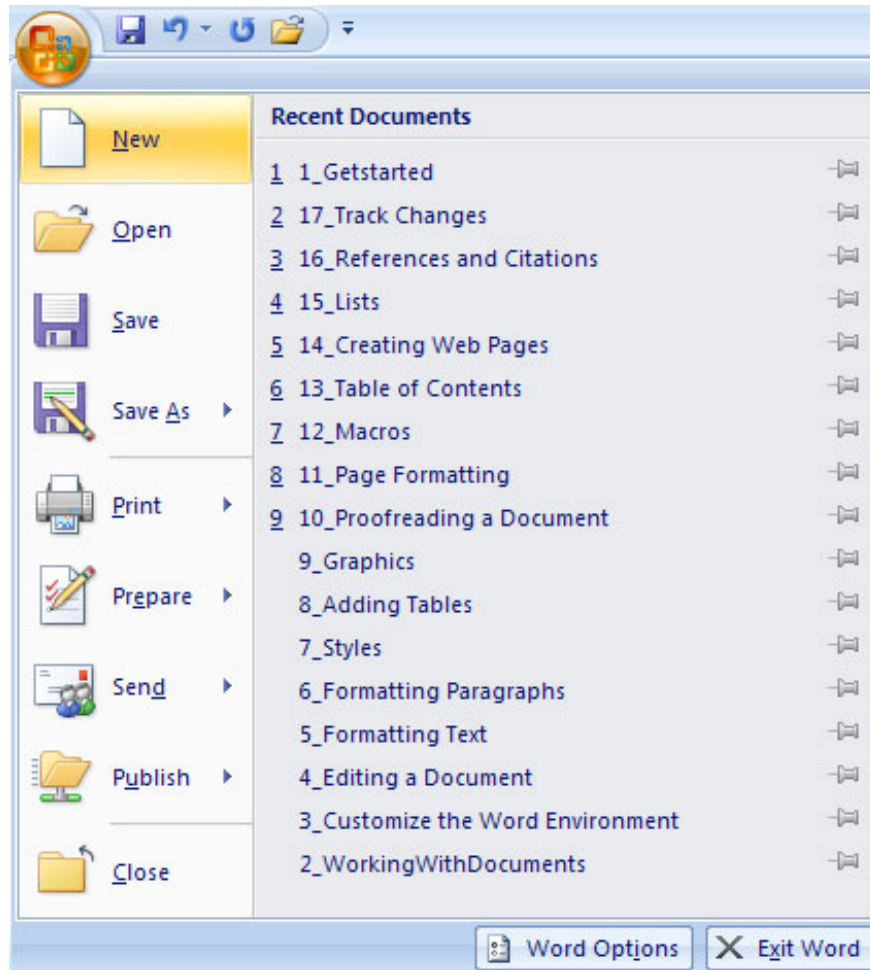 New
Open
Save
Save As
Print
Prepare
Send
Publish
Close
Recent Documents
1 1_Getstarted
2 17_Track Changes
3 16_References and Citations
4 15_Lists
5 14_Creating Web Pages
6 13_Table of Contents
7 12_Macros
8 11_Page Formatting
9 10_Proofreading a Document
9_Graphics
8_Adding Tables
7_Styles
6_Formatting Paragraphs
5_Formatting Text
4_Editing a Document
3_Customize the Word Environment
2_WorkingWithDocuments
Word Options
Exit Word